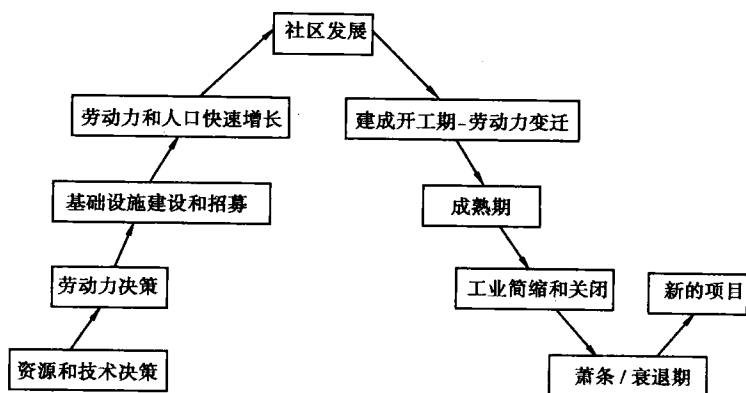 社区发展
劳动力和人口快速增长
建成开工期-劳动力变迁
基础设施建设和招募
成熟期
劳动力决策
工业简缩和关闭
新的项目
资源和技术决策
萧条/衰退期